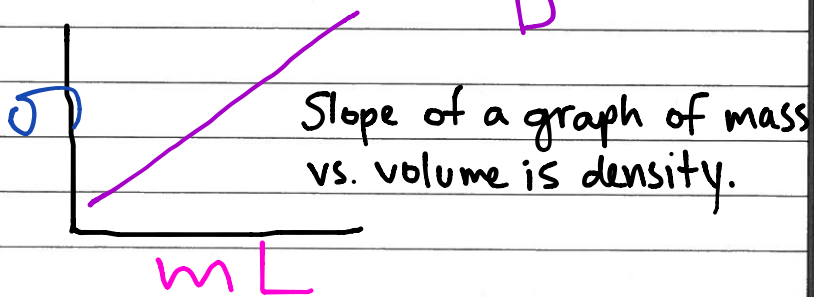 D
Slope of a graph of mass
vs. volume is density.
g
mL